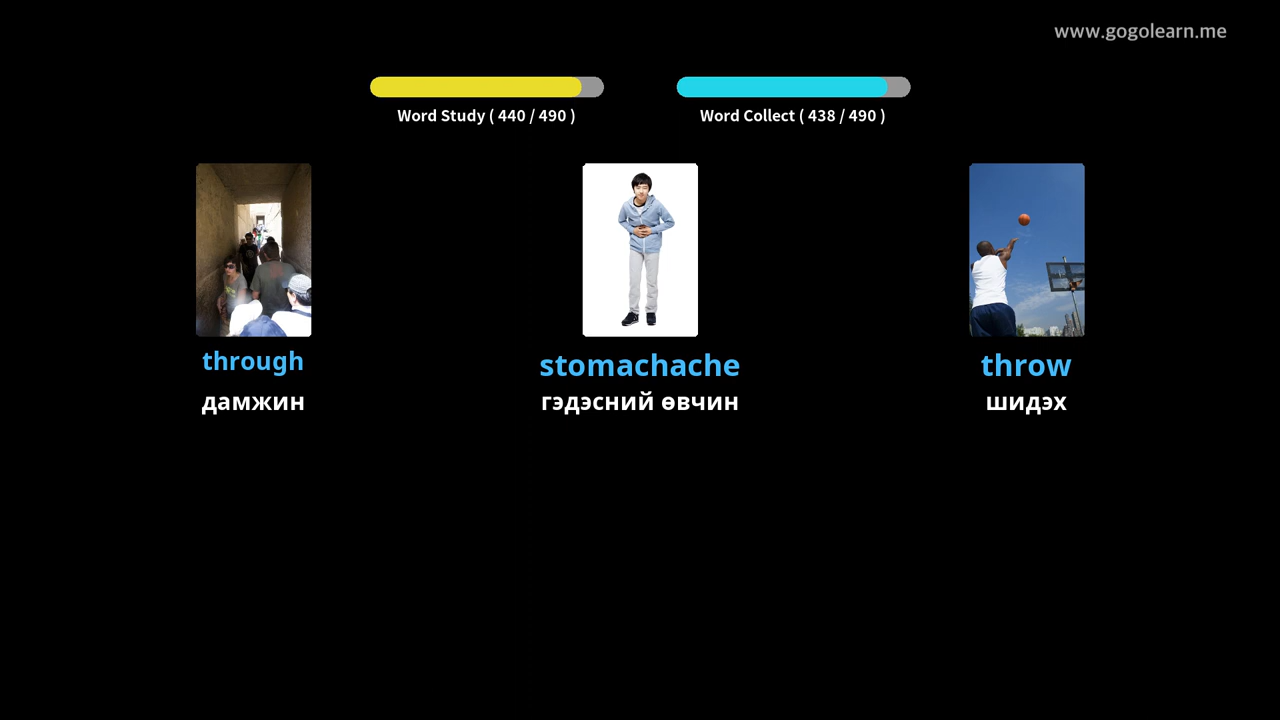 www.gogolearn.me
Word Study ( 440 / 490 )
Word Collect ( 438 / 490 )
through
stomachache
throw
дамжин
гэдэсний өвчин
шидэх